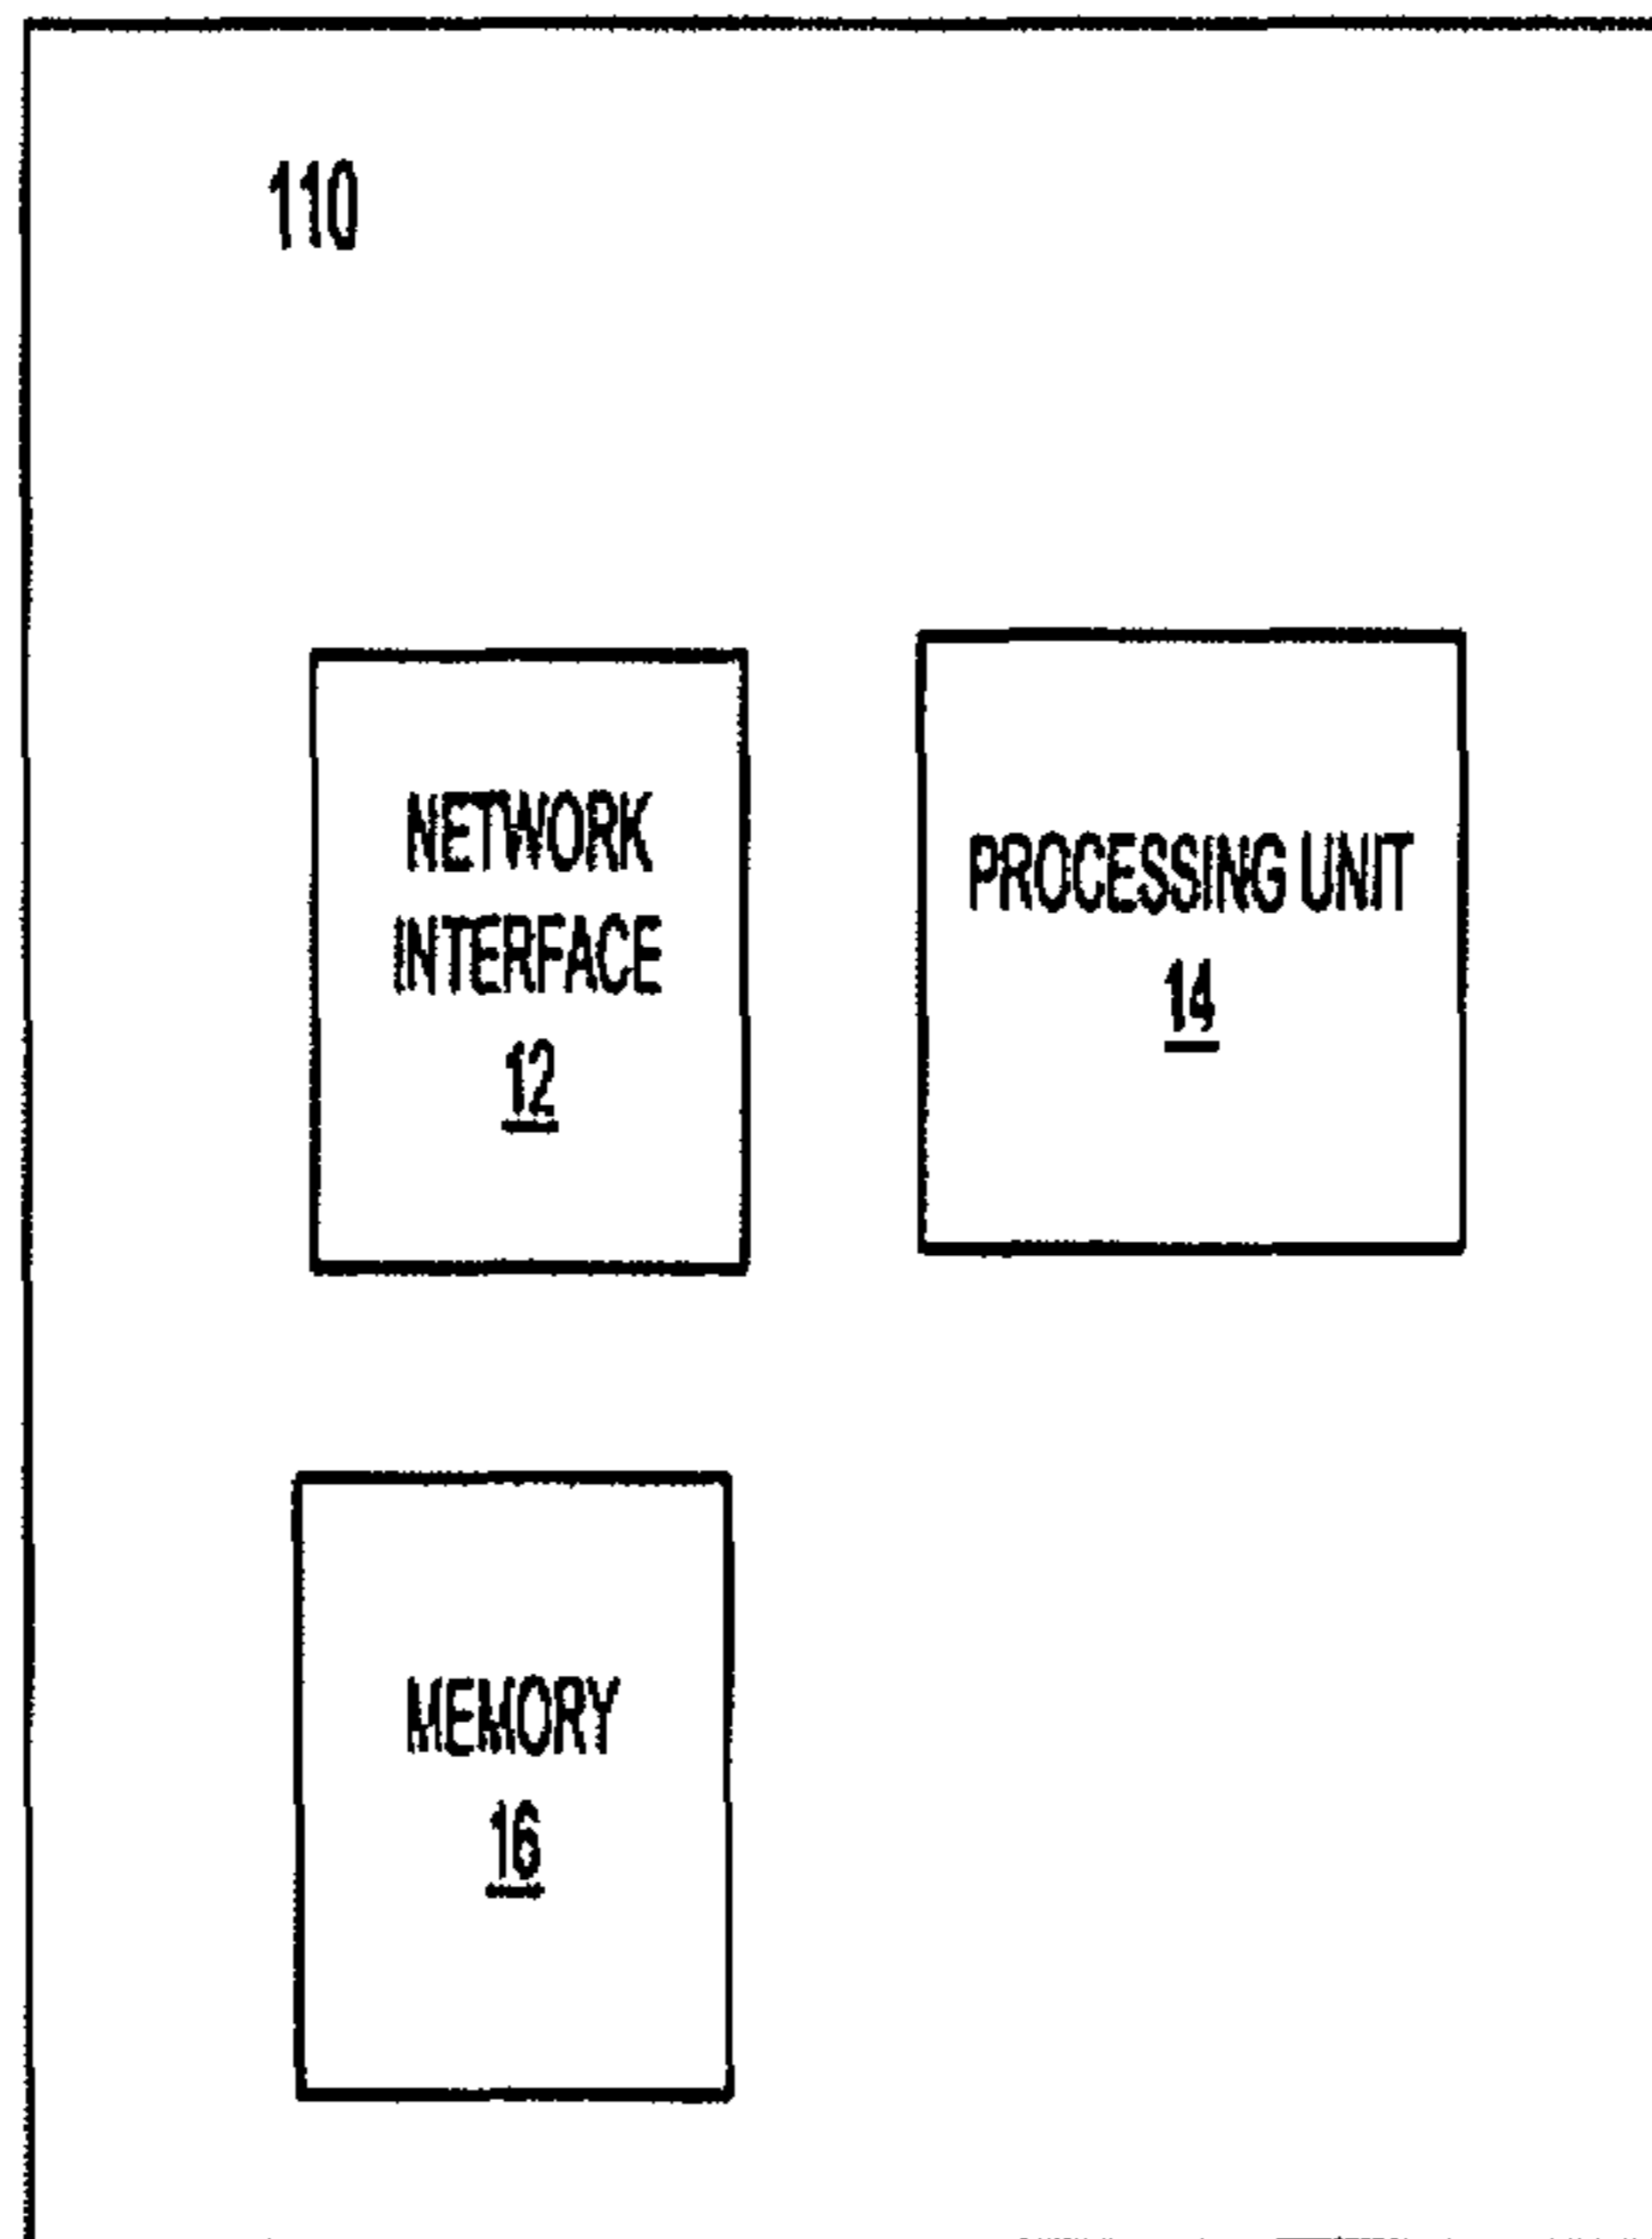 110
NETWORK
INTERFACE
12
PROCESSING UNIT
14
MEMORY
16